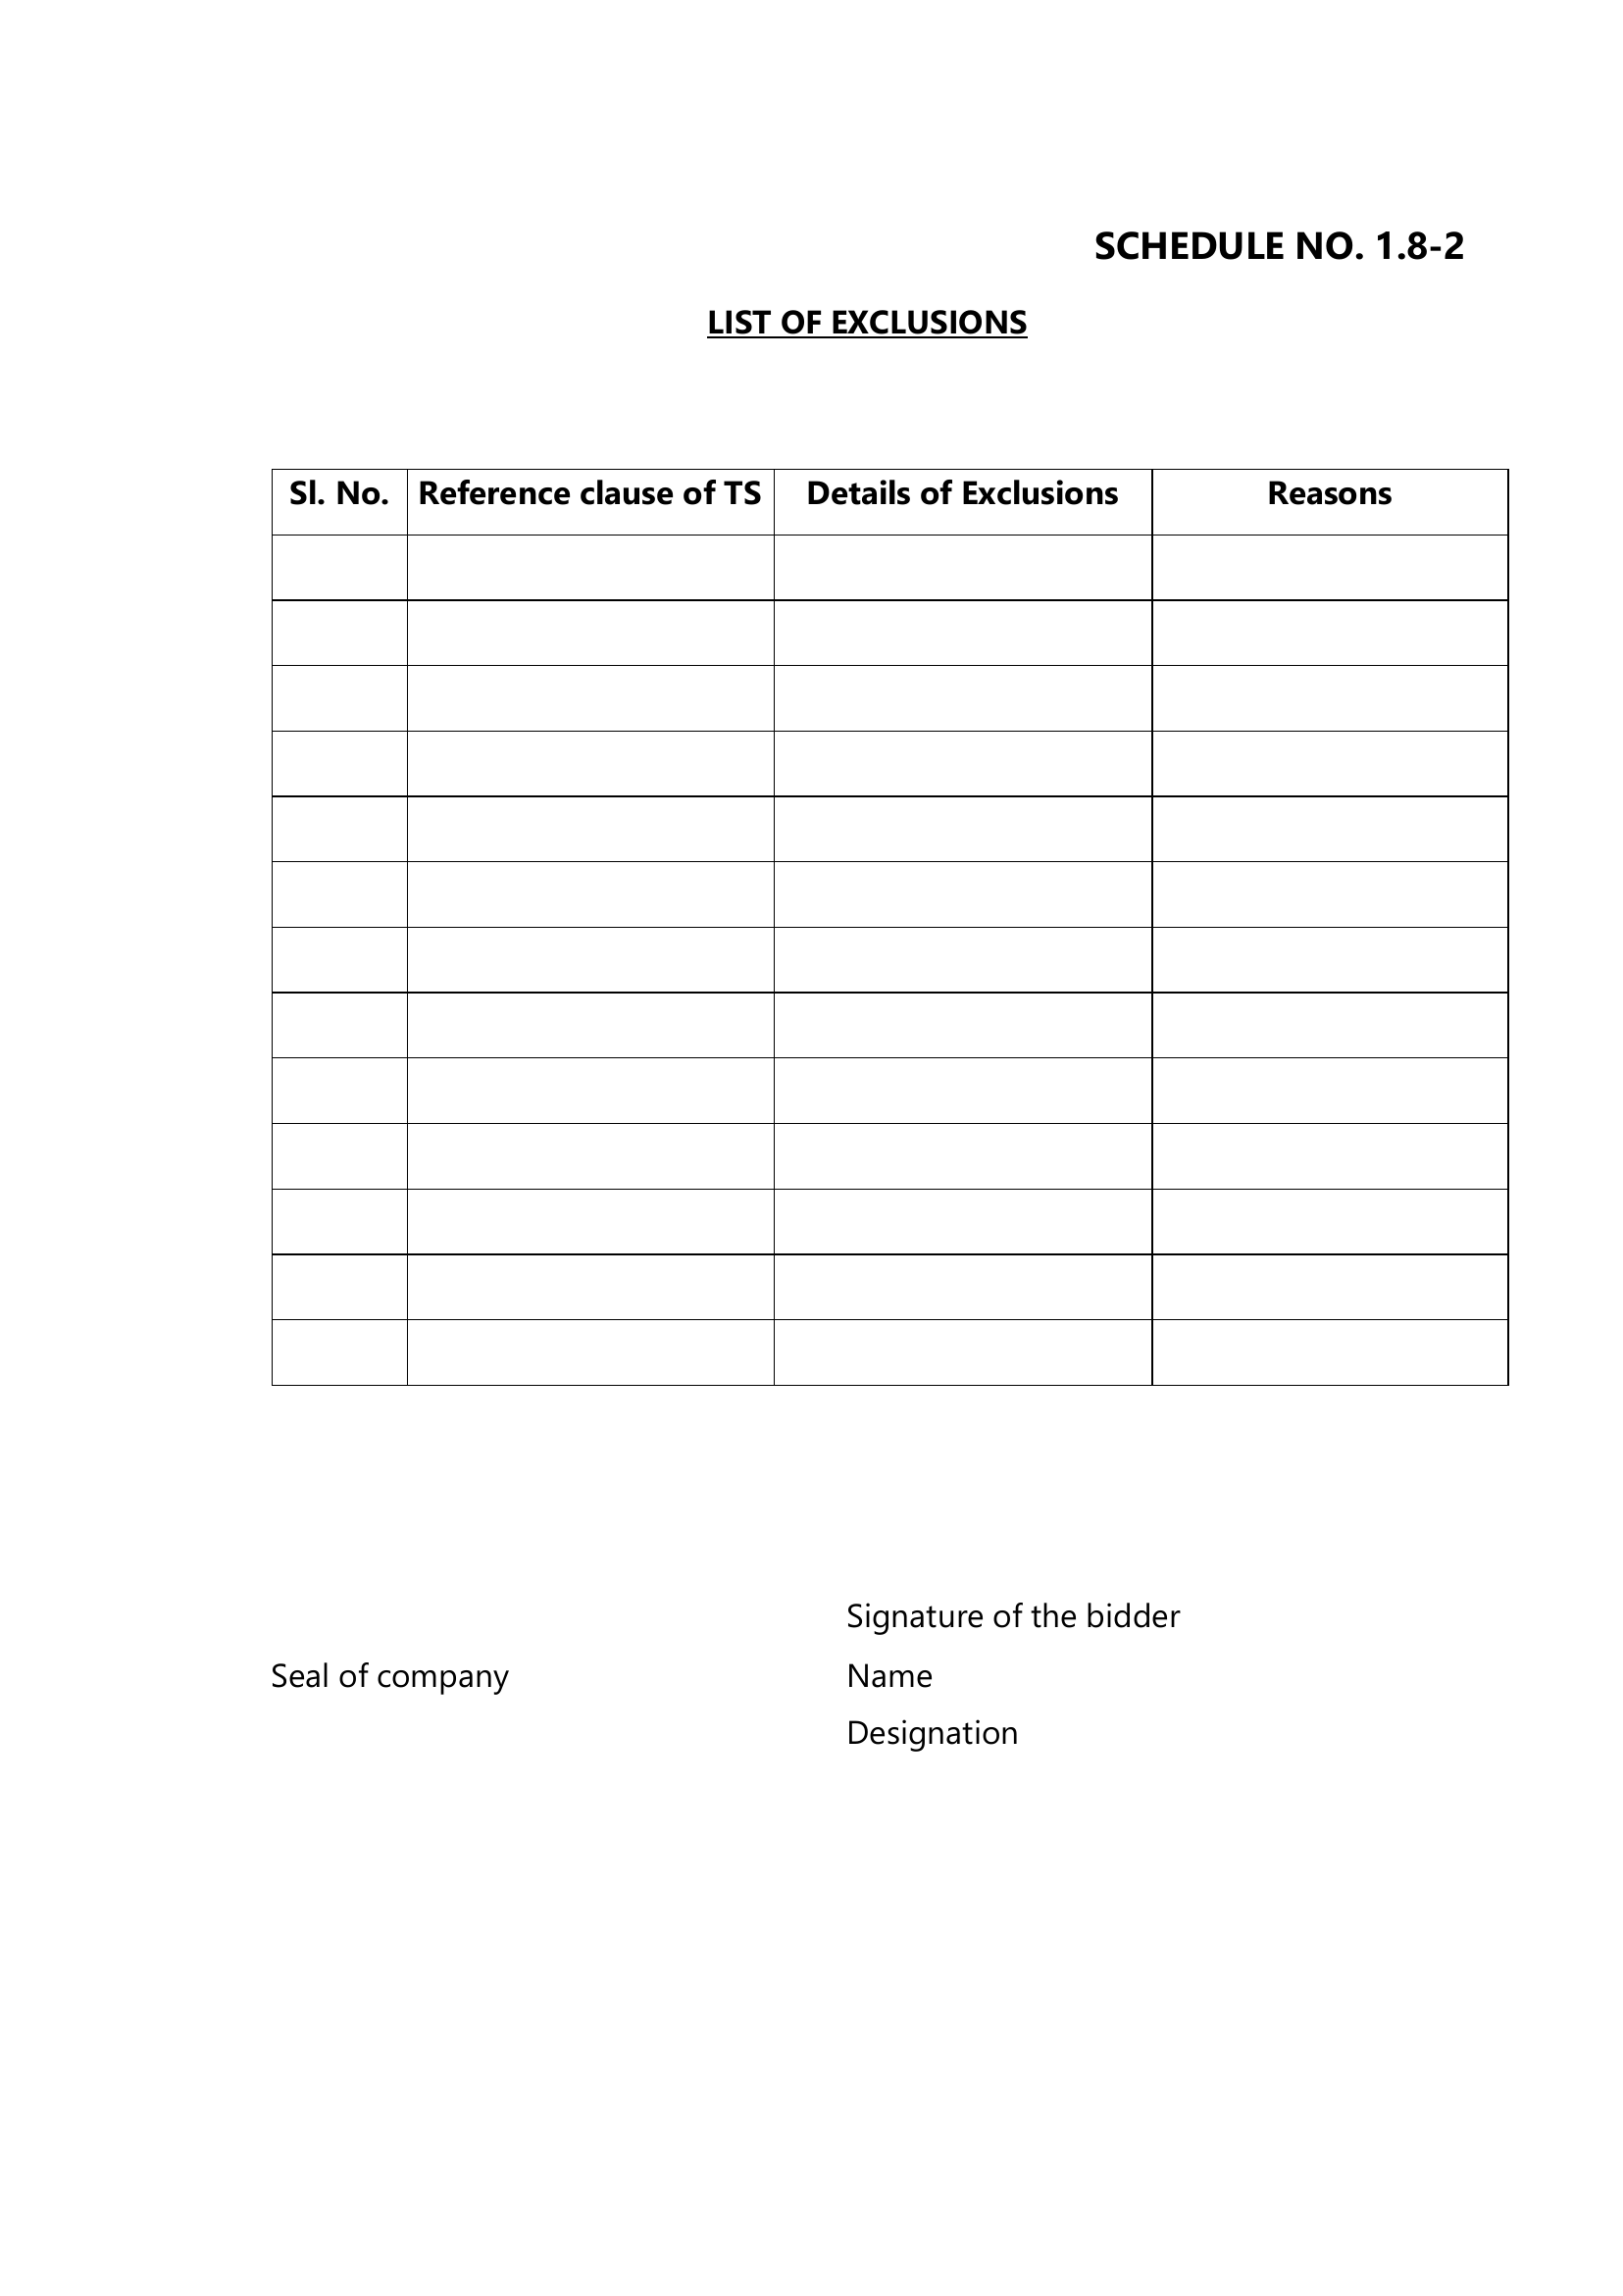 SCHEDULE NO. 1.8-2
LIST OF EXCLUSIONS
Sl. No. Reference clause of TS Details of Exclusions Reasons
Signature of the bidder
Seal of company Name
Designation